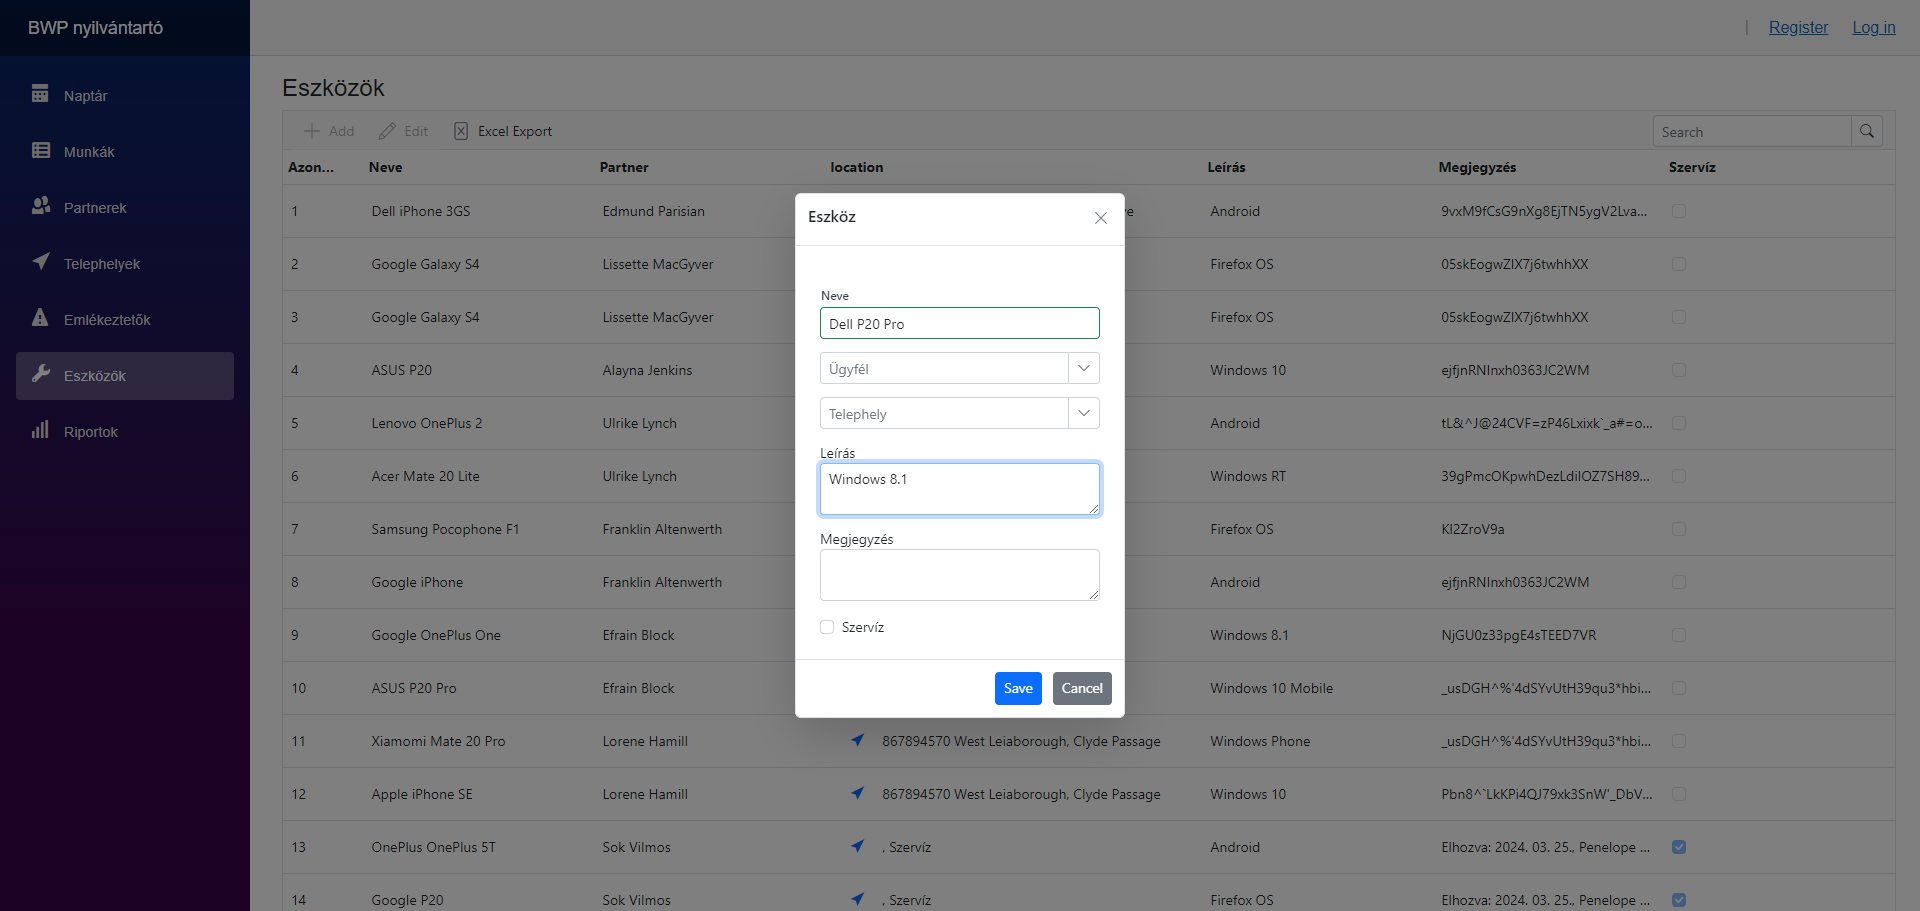 BWP nyilvántartó
Register Log in
Naptár
Munkák
Partnerek
Telephelyek
Emlékeztetők
Eszközök
Riportok
Eszközök
Add Edit Excel Export Search
Azon... Neve Partner location Leírás Megjegyzés Szervíz
1 Dell iPhone 3GS Edmund Parisian Android 9vxM9fCsG9nXg8EjTN5ygV2Lva...
2 Google Galaxy S4 Lissette MacGyver Firefox OS 05skEogwZIX7j6twhhXX
3 Google Galaxy S4 Lissette MacGyver Firefox OS 05skEogwZIX7j6twhhXX
4 ASUS P20 Alayna Jenkins Windows 10 ejfjnRNInxh0363JC2WM
5 Lenovo OnePlus 2 Ulrike Lynch Android tL&^J@24CVF=zP46Lxixk`_a#=o...
6 Acer Mate 20 Lite Ulrike Lynch Windows RT 39gPmcOKpwhDezLdiIOZ7SH89...
7 Samsung Pocophone F1 Franklin Altenwerth Firefox OS KI2ZroV9a
8 Google iPhone Franklin Altenwerth Android ejfjnRNInxh0363JC2WM
9 Google OnePlus One Efrain Block Windows 8.1 NjGU0z33pgE4sTEED7VR
10 ASUS P20 Pro Efrain Block Windows 10 Mobile _usDGH^%'4dSYvUtH39qu3*hbi...
11 Xiamomi Mate 20 Pro Lorene Hamill 867894570 West Leiaborough, Clyde Passage Windows Phone _usDGH^%'4dSYvUtH39qu3*hbi...
12 Apple iPhone SE Lorene Hamill 867894570 West Leiaborough, Clyde Passage Windows 10 Pbn8^`LkKPi4QJ79xk3SnW'_DbV...
13 OnePlus OnePlus 5T Sok Vilmos , Szervíz Android Elhozva: 2024. 03. 25., Penelope ...
14 Google P20 Sok Vilmos , Szervíz Firefox OS Elhozva: 2024. 03. 25., Penelope ...
Eszköz
Neve
Dell P20 Pro
Ügyfél
Telephely
Leírás
Windows 8.1
Megjegyzés
Szervíz
Save Cancel